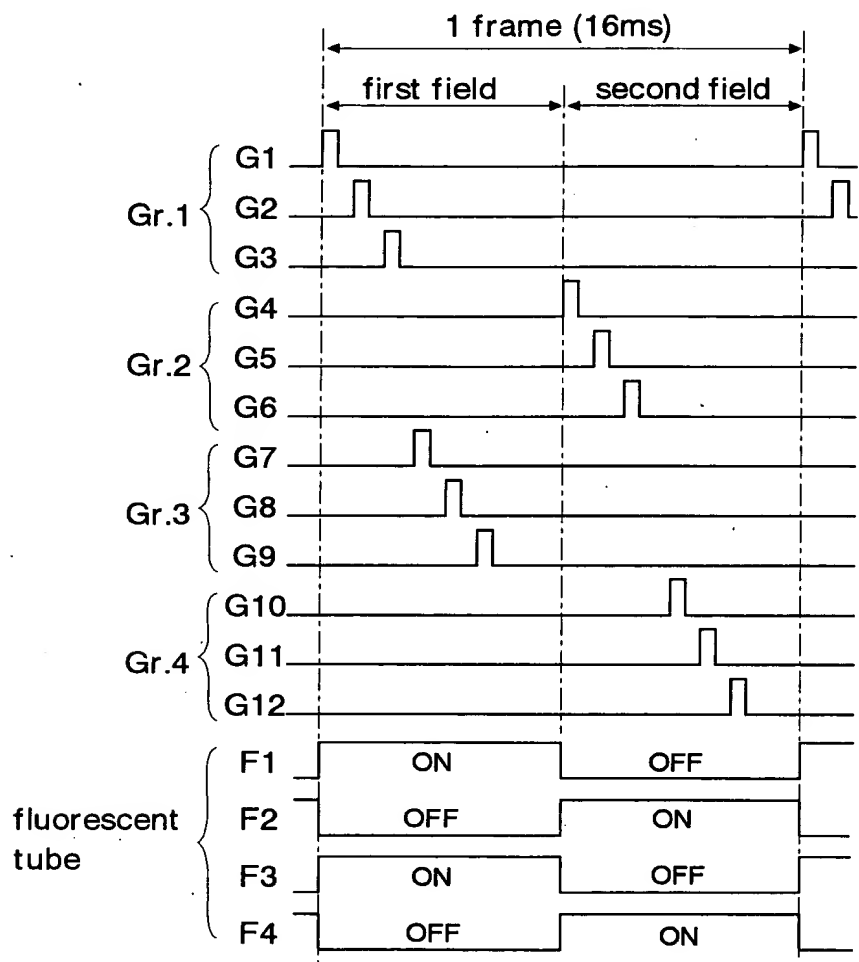 1 frame (16ms)
first field second field
Gr.1
G1
G2
G3
Gr.2
G4
G5
G6
Gr.3
G7
G8
G9
Gr.4
G10
G11
G12
fluorescent
tube
F1 ON OFF
F2 OFF ON
F3 ON OFF
F4 OFF ON